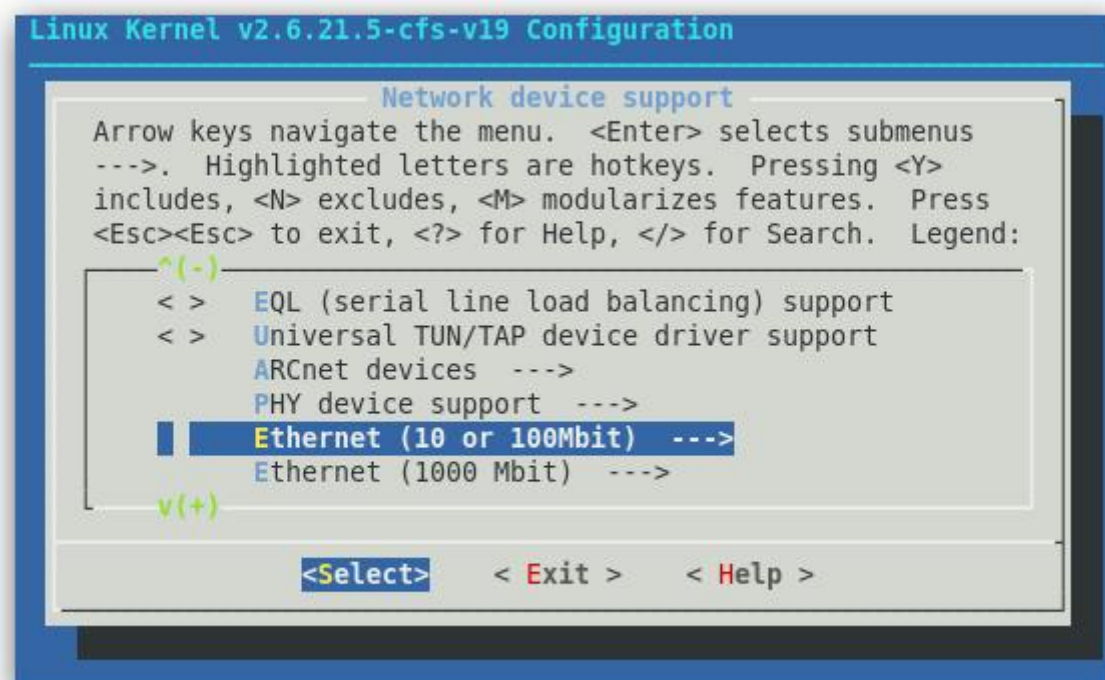 Linux Kernel v2.6.21.5-cfs-v19 Configuration
Network device support
Arrow keys navigate the menu.  <Enter> selects submenus
--->.  Highlighted letters are hotkeys.  Pressing <Y>
includes, <N> excludes, <M> modularizes features.  Press
<Esc><Esc> to exit, <?> for Help, </> for Search.  Legend:
^(-)
< >   EQL (serial line load balancing) support
< >   Universal TUN/TAP device driver support
ARCnet devices  --->
PHY device support  --->
Ethernet (10 or 100Mbit)  --->
Ethernet (1000 Mbit)  --->
v(+)
<Select>    < Exit >    < Help >